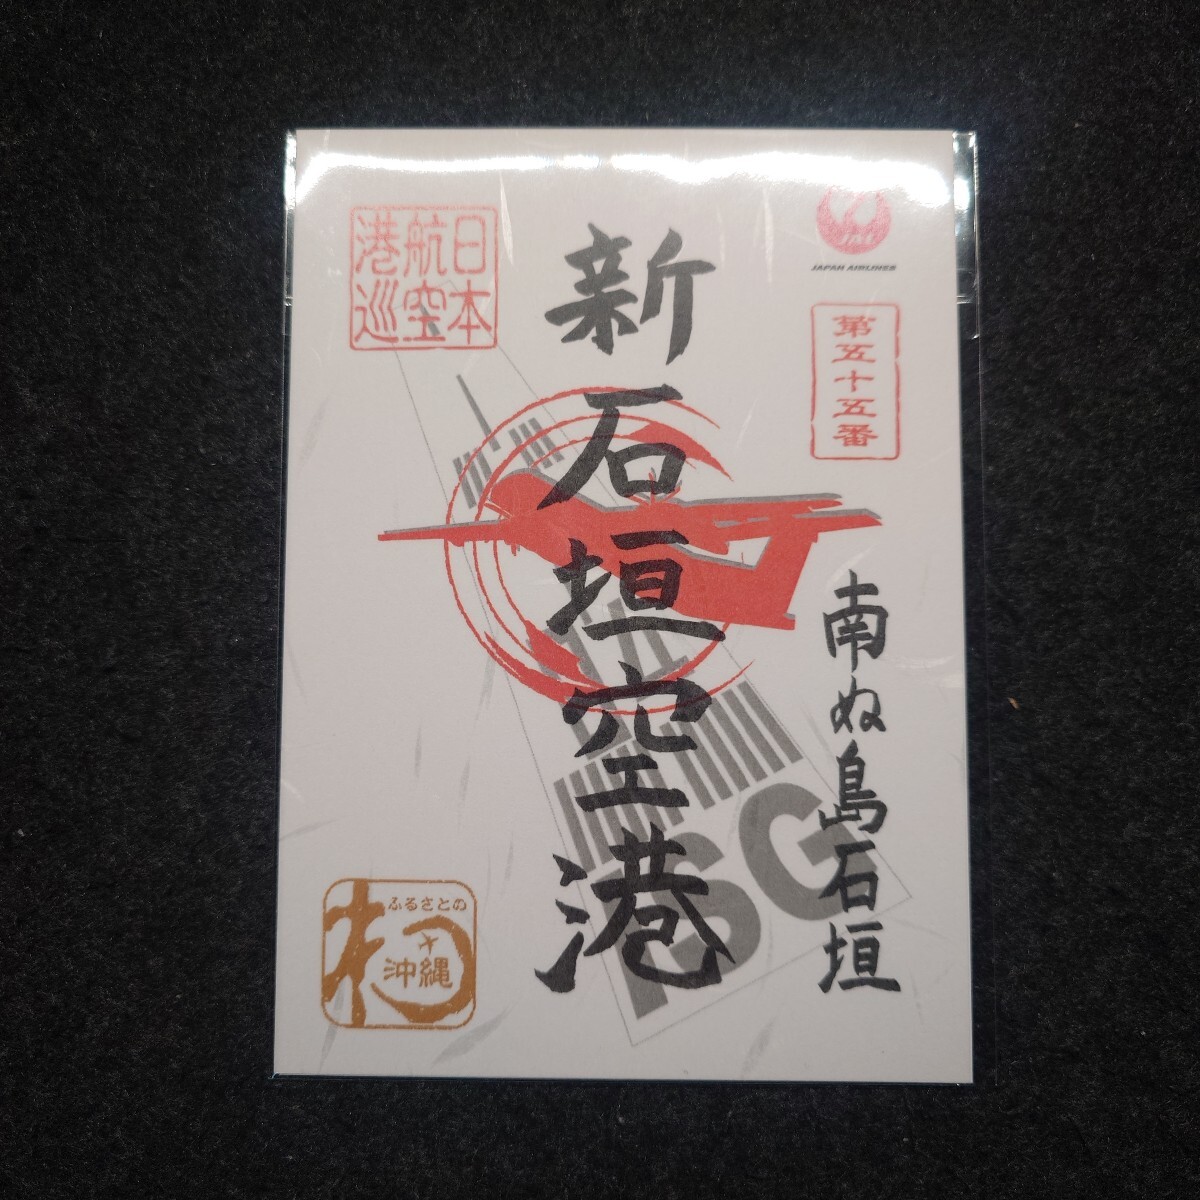 JAL
JAPAN AIRLINES
第五十五番
南ぬ島石垣
新石垣空港
日本
航空
港巡
ISG
ふるさとの
沖縄